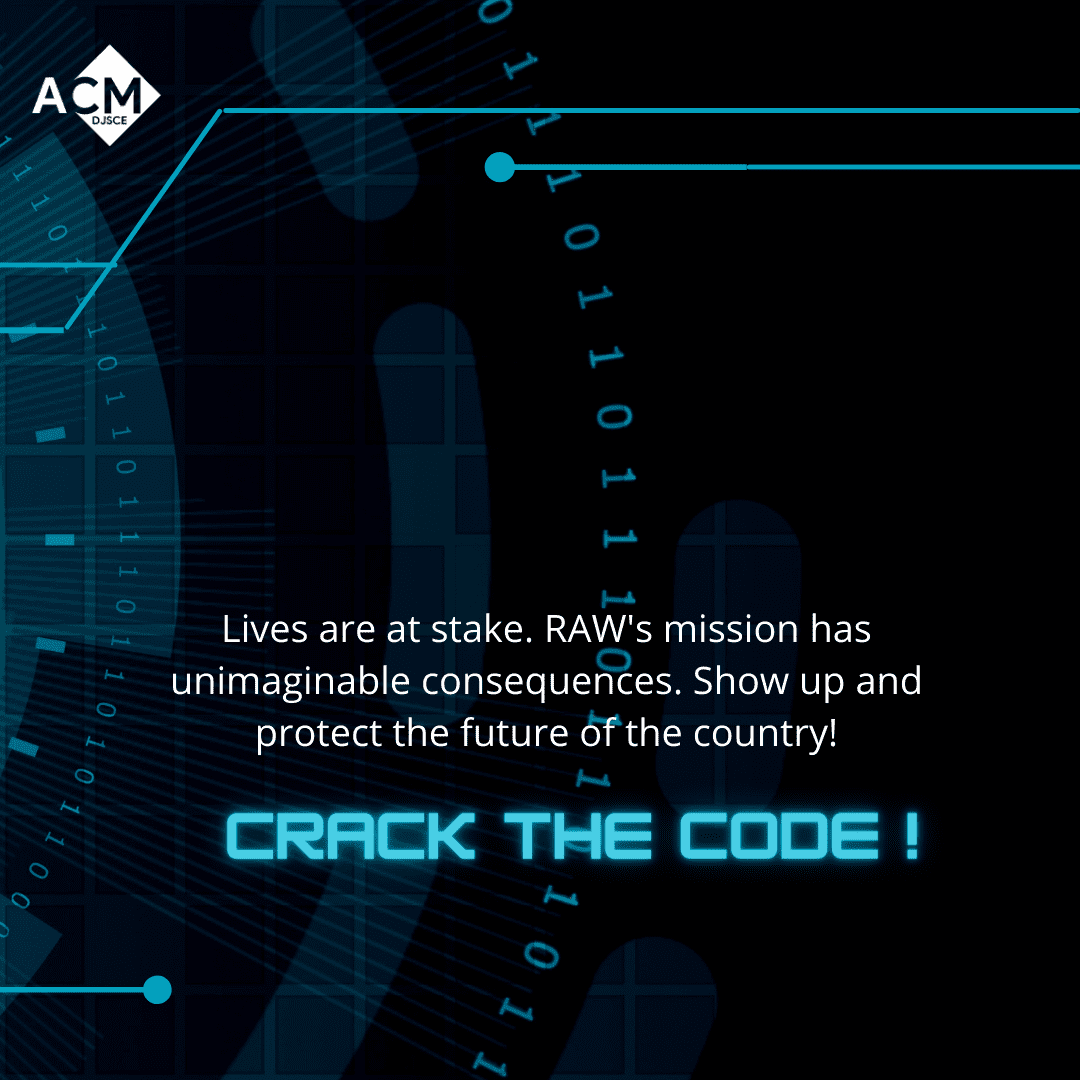 ACM
DJSCE
Lives are at stake. RAW's mission has
unimaginable consequences. Show up and
protect the future of the country!
CRACK THE CODE !